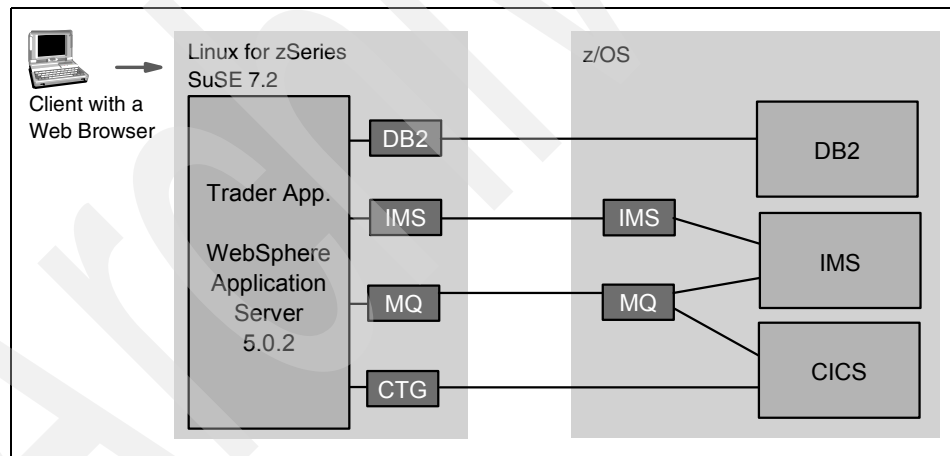 Client with a
Web Browser
Linux for zSeries
SuSE 7.2
Trader App.
WebSphere
Application
Server
5.0.2
DB2
IMS
MQ
CTG
z/OS
IMS
MQ
DB2
IMS
CICS